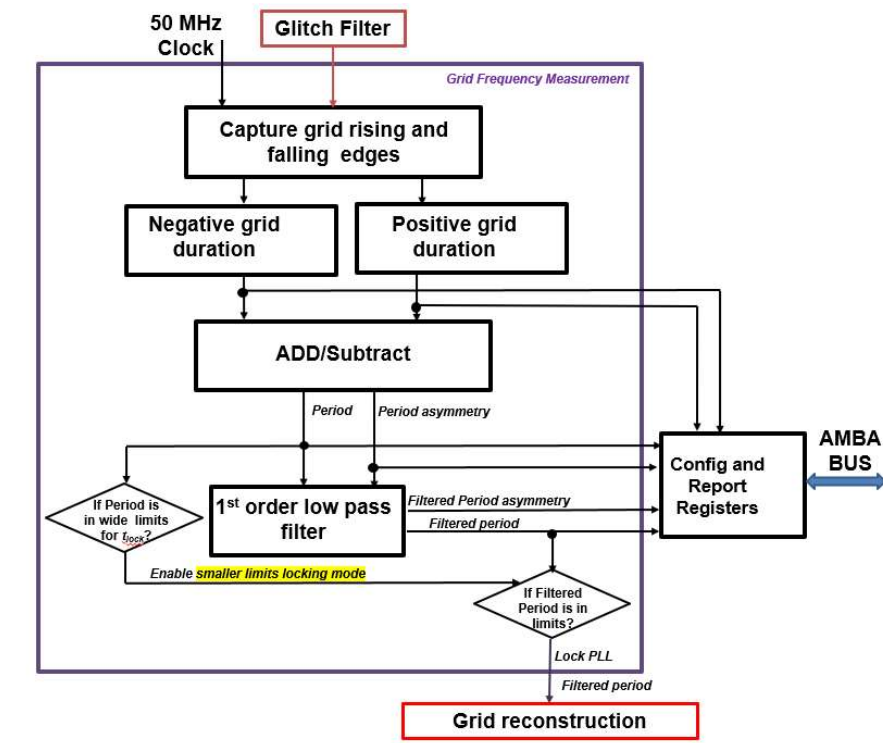 50 MHz
Clock
Glitch Filter
Grid Frequency Measurement
Capture grid rising and
falling edges
Negative grid
duration
Positive grid
duration
ADD/Subtract
Period
Period asymmetry
AMBA
BUS
Config and
Report
Registers
If Period is
in wide limits
for tlock?
1st order low pass
filter
Filtered Period asymmetry
Filtered period
Enable smaller limits locking mode
If Filtered
Period is in
limits?
Lock PLL
Filtered period
Grid reconstruction